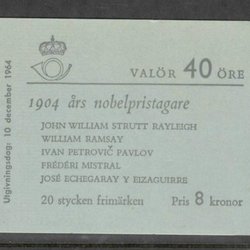 Utgivningsdag: 10 december 1964
VALÖR 40 ÖRE
1904 års nobelpristagare
JOHN WILLIAM STRUTT RAYLEIGH
WILLIAM RAMSAY
IVAN PETROVIČ PAVLOV
FRÉDÉRI MISTRAL
JOSÉ ECHEGARAY Y EIZAGUIRRE
20 stycken frimärken Pris 8 kronor